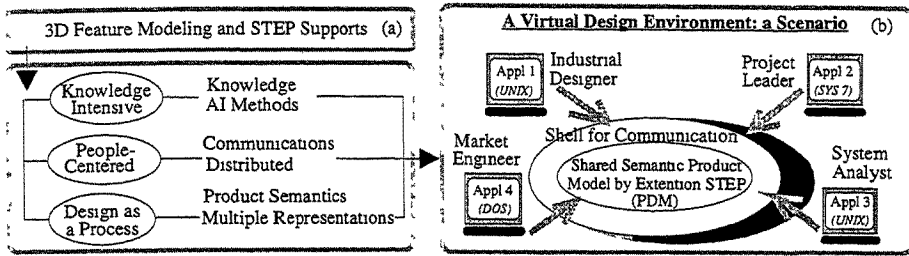 3D Feature Modeling and STEP Supports (a)
Knowledge
Intensive
Knowledge
AI Methods
People-
Centered
Communications
Distributed
Design as
a Process
Product Semantics
Multiple Representations
A Virtual Design Environment: a Scenario (b)
Appl 1
(UNIX)
Industrial
Designer
Project
Leader
Appl 2
(SYS 7)
Shell for Communication
Market
Engineer
Appl 4
(DOS)
Shared Semantic Product
Model by Extention STEP
(PDM)
System
Analyst
Appl 3
(UNIX)